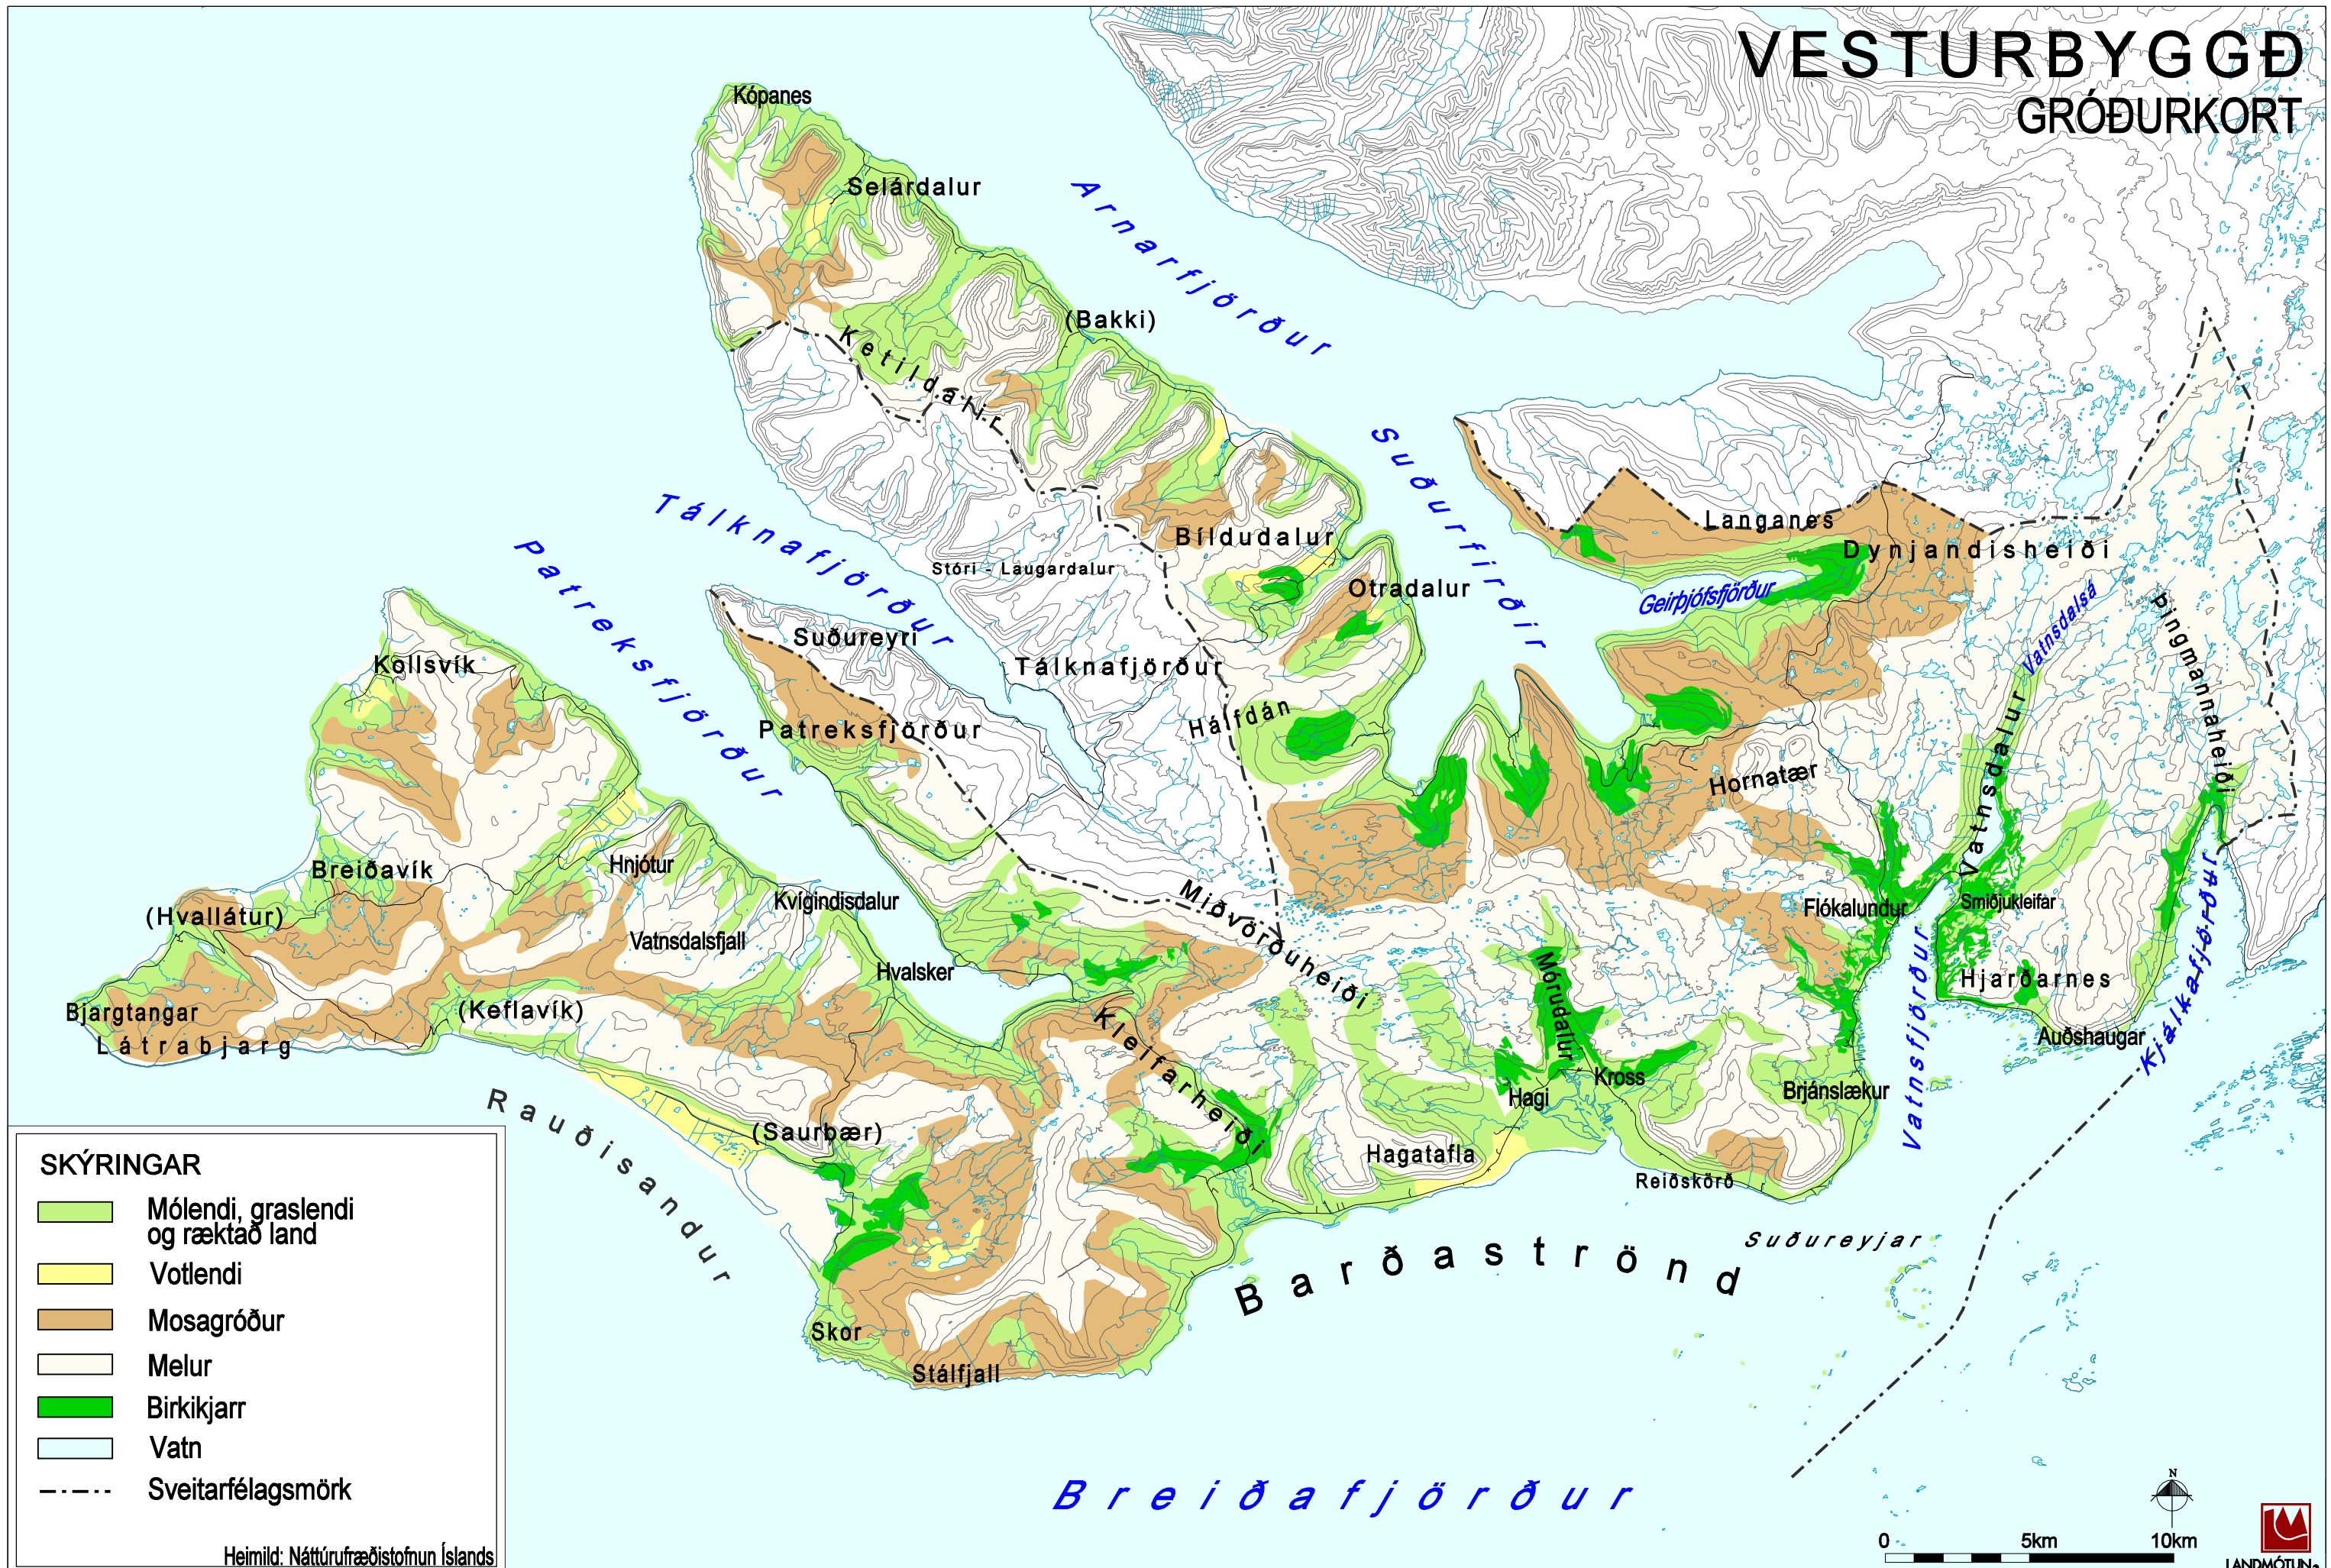 VESTURBYGGÐ
GRÓÐURKORT
Kópanes
Selárdalur
Arnarfjörður
(Bakki)
Ketildalir
Suðurfirðir
Tálknafjörður
Patreksfjörður
Langanes
Bíldudalur
Dynjandisheiði
Stóri - Laugardalur
Otradalur
Geirþjófsfjörður
Vatnsdalsá
Þingmannaheiði
Suðureyri
Kollsvík
Tálknafjörður
Patreksfjörður
Hálfdán
Vatnsdalur
Hornatær
Hnjótur
Breiðavík
Miðvörðuheiði
Kvígindisdalur
Smiðjukleifar
Flókalundur
(Hvallátur)
Vatnsdalsfjall
Kjálkafjörður
Hvalsker
Mórudalur
Vatnsfjörður
Hjarðarnes
(Keflavík)
Bjargtangar
Látrabjarg
Kleifarheiði
Auðshaugar
Kross
Brjánslækur
Hagi
Rauðisandur
(Saurbær)
Hagatafla
Reiðskörð
Suðureyjar
Barðaströnd
Skor
Stálfjall
Breiðafjörður
SKÝRINGAR
Mólendi, graslendi
og ræktað land
Votlendi
Mosagróður
Melur
Birkikjarr
Vatn
Sveitarfélagsmörk
Heimild: Náttúrufræðistofnun Íslands
N
0 5km 10km
LANDMÓTUN